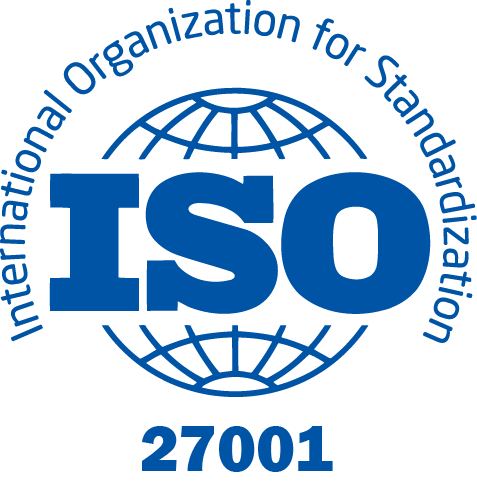 International Organization for Standardization
ISO
27001